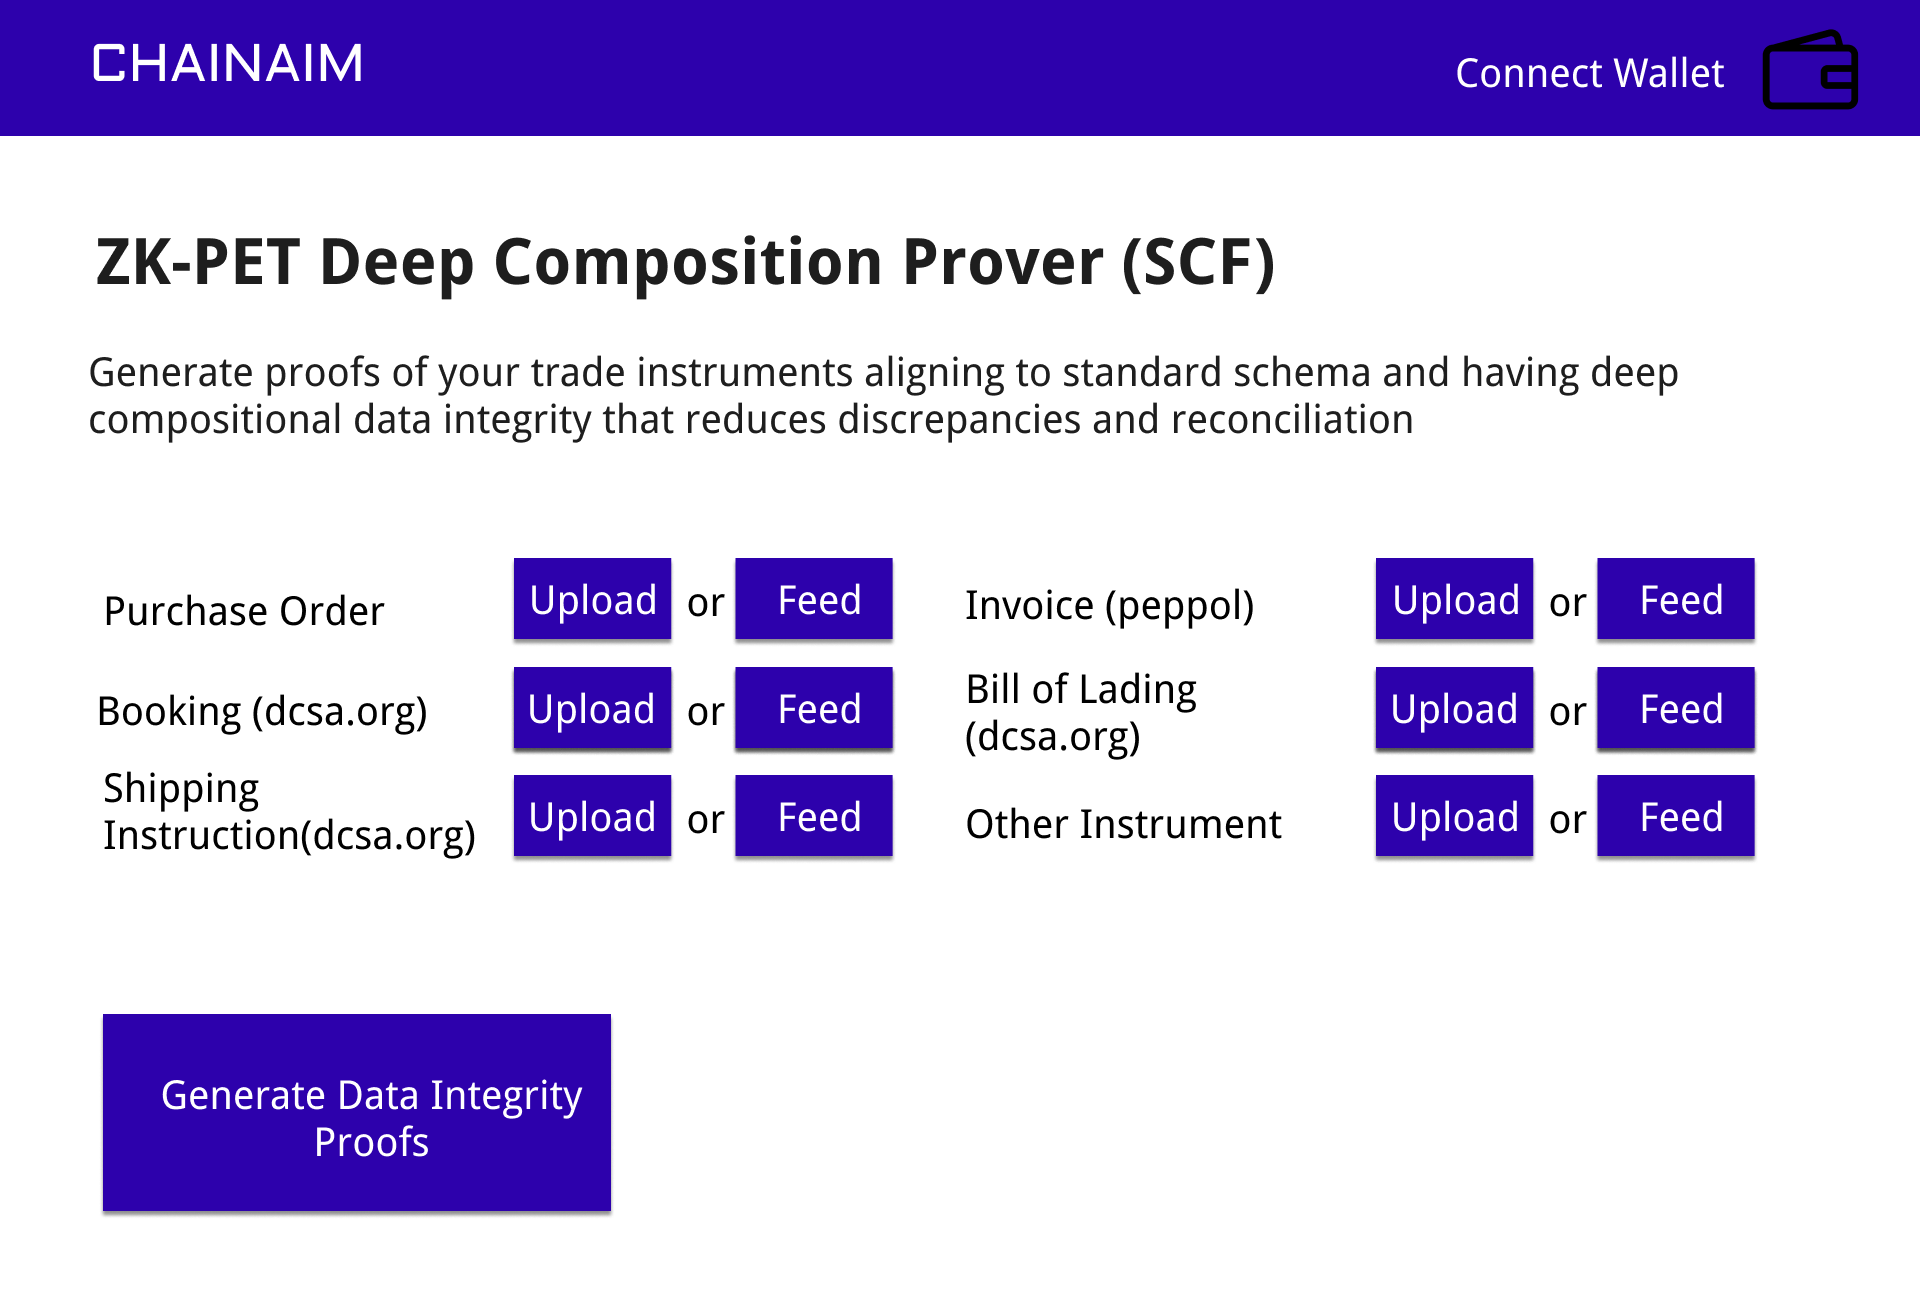 CHAINAIM
Connect Wallet
ZK-PET Deep Composition Prover (SCF)
Generate proofs of your trade instruments aligning to standard schema and having deep
compositional data integrity that reduces discrepancies and reconciliation
Purchase Order
Upload or Feed
Invoice (peppol)
Upload or Feed
Booking (dcsa.org)
Upload or Feed
Bill of Lading
(dcsa.org)
Upload or Feed
Shipping
Instruction(dcsa.org)
Upload or Feed
Other Instrument
Upload or Feed
Generate Data Integrity
Proofs